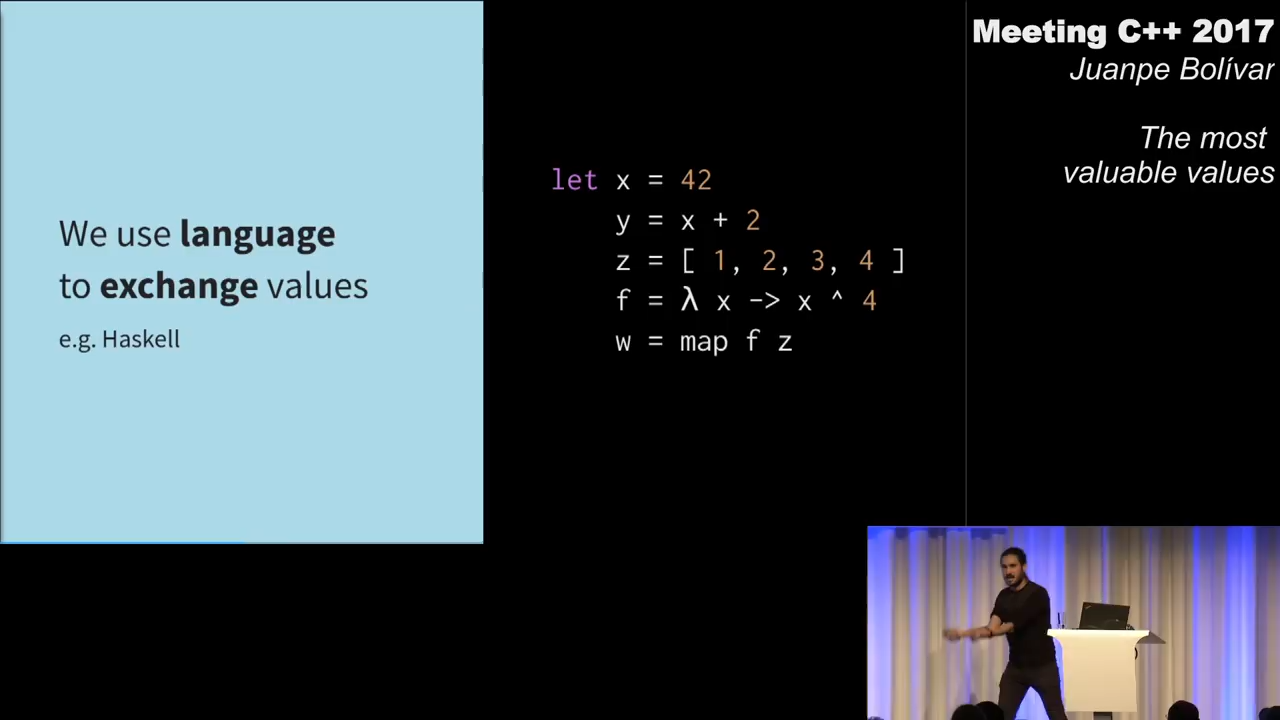 We use language
to exchange values
e.g. Haskell
let x = 42
y = x + 2
z = [ 1, 2, 3, 4 ]
f = λ x -> x ^ 4
w = map f z
Meeting C++ 2017
Juanpe Bolívar
The most
valuable values